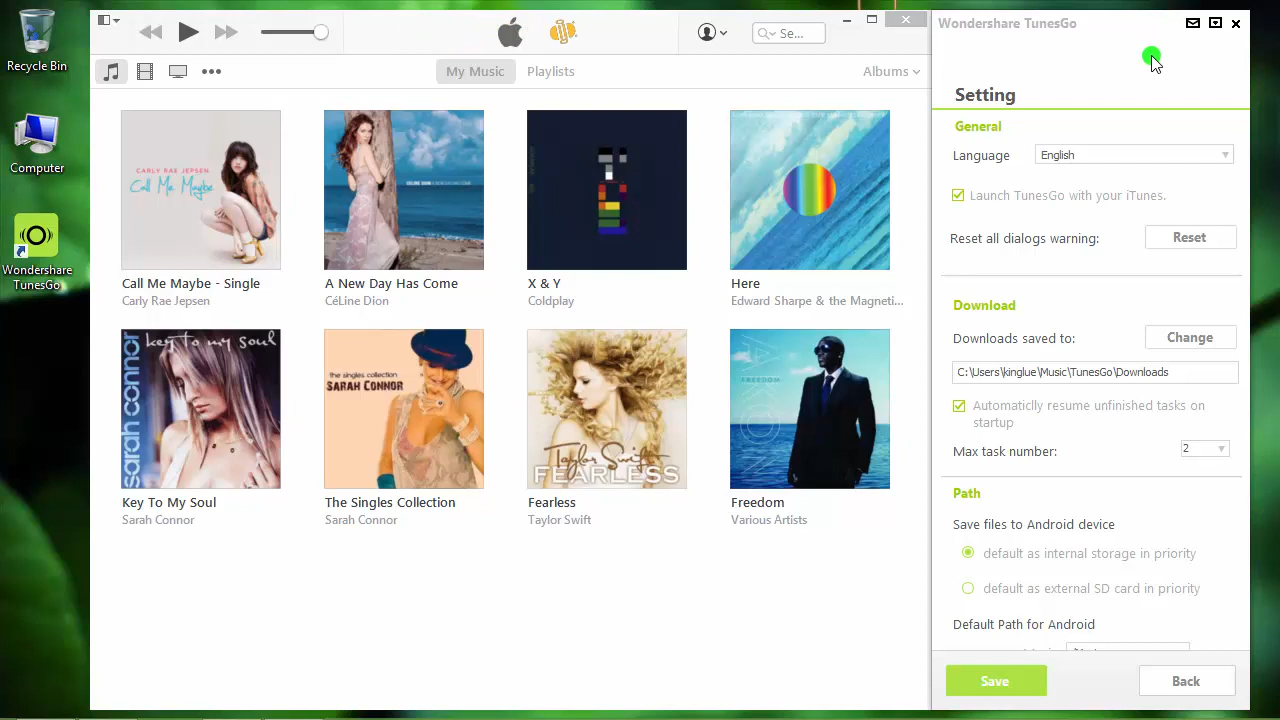 Recycle Bin
Computer
Wondershare
TunesGo
Se...
My Music
Playlists
Albums
CARLY RAE JEPSEN
Call Me Maybe
Call Me Maybe - Single
Carly Rae Jepsen
A New Day Has Come
CéLine Dion
X & Y
Coldplay
Here
Edward Sharpe & the Magneti...
sarah connor
key to my soul
Key To My Soul
Sarah Connor
the singles collection
SARAH CONNOR
The Singles Collection
Sarah Connor
Taylor Swift
FEARLESS
Fearless
Taylor Swift
FREEDOM
Freedom
Various Artists
Wondershare TunesGo
Setting
General
Language
English
Launch TunesGo with your iTunes.
Reset all dialogs warning:
Reset
Download
Downloads saved to:
Change
C:\Users\kinglue\Music\TunesGo\Downloads
Automaticlly resume unfinished tasks on
startup
Max task number:
2
Path
Save files to Android device
default as internal storage in priority
default as external SD card in priority
Default Path for Android
Save
Back